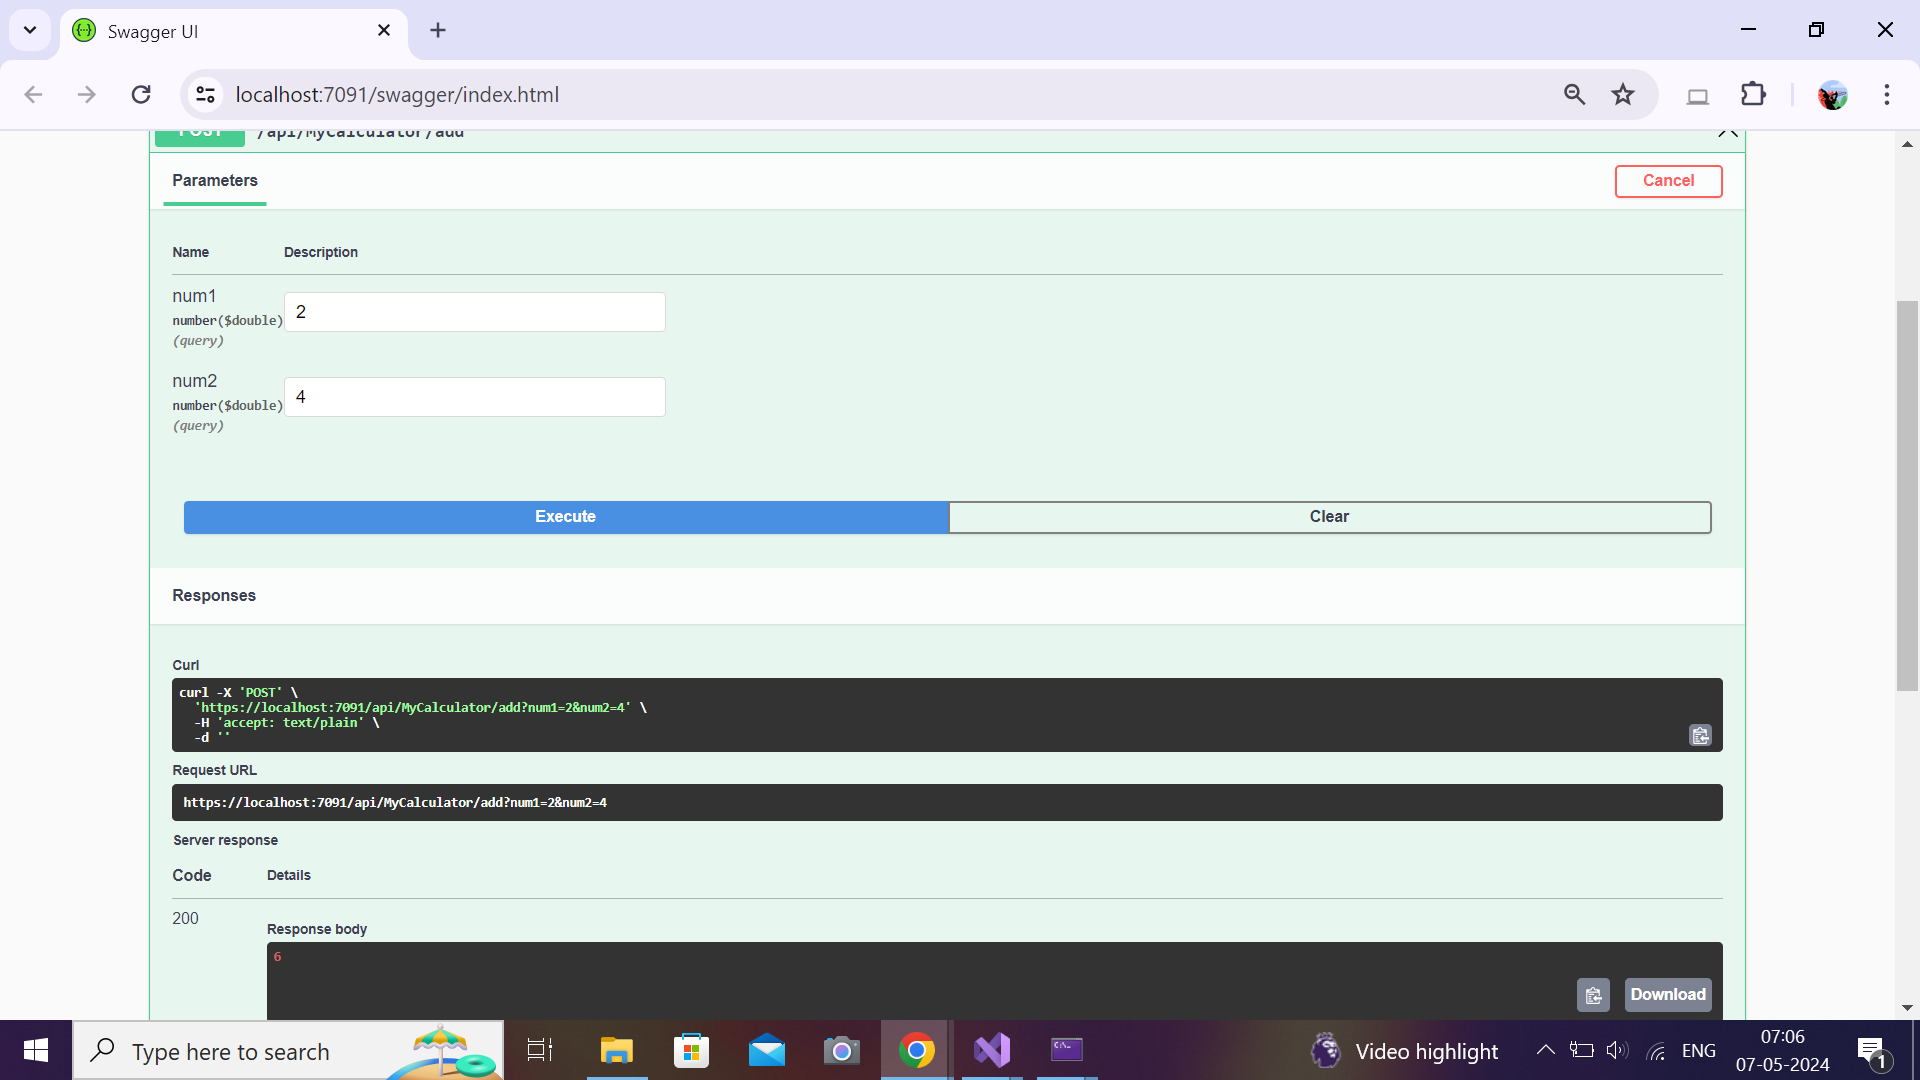 Swagger UI
localhost:7091/swagger/index.html
POST /api/MyCalculator/add
Parameters
Cancel
Name Description
num1
number($double)
(query)
2
num2
number($double)
(query)
4
Execute Clear
Responses
Curl
curl -X 'POST' \
'https://localhost:7091/api/MyCalculator/add?num1=2&num2=4' \
-H 'accept: text/plain' \
-d ''
Request URL
https://localhost:7091/api/MyCalculator/add?num1=2&num2=4
Server response
Code Details
200
Response body
6
Download
Type here to search
Video highlight
ENG
07:06
07-05-2024
1